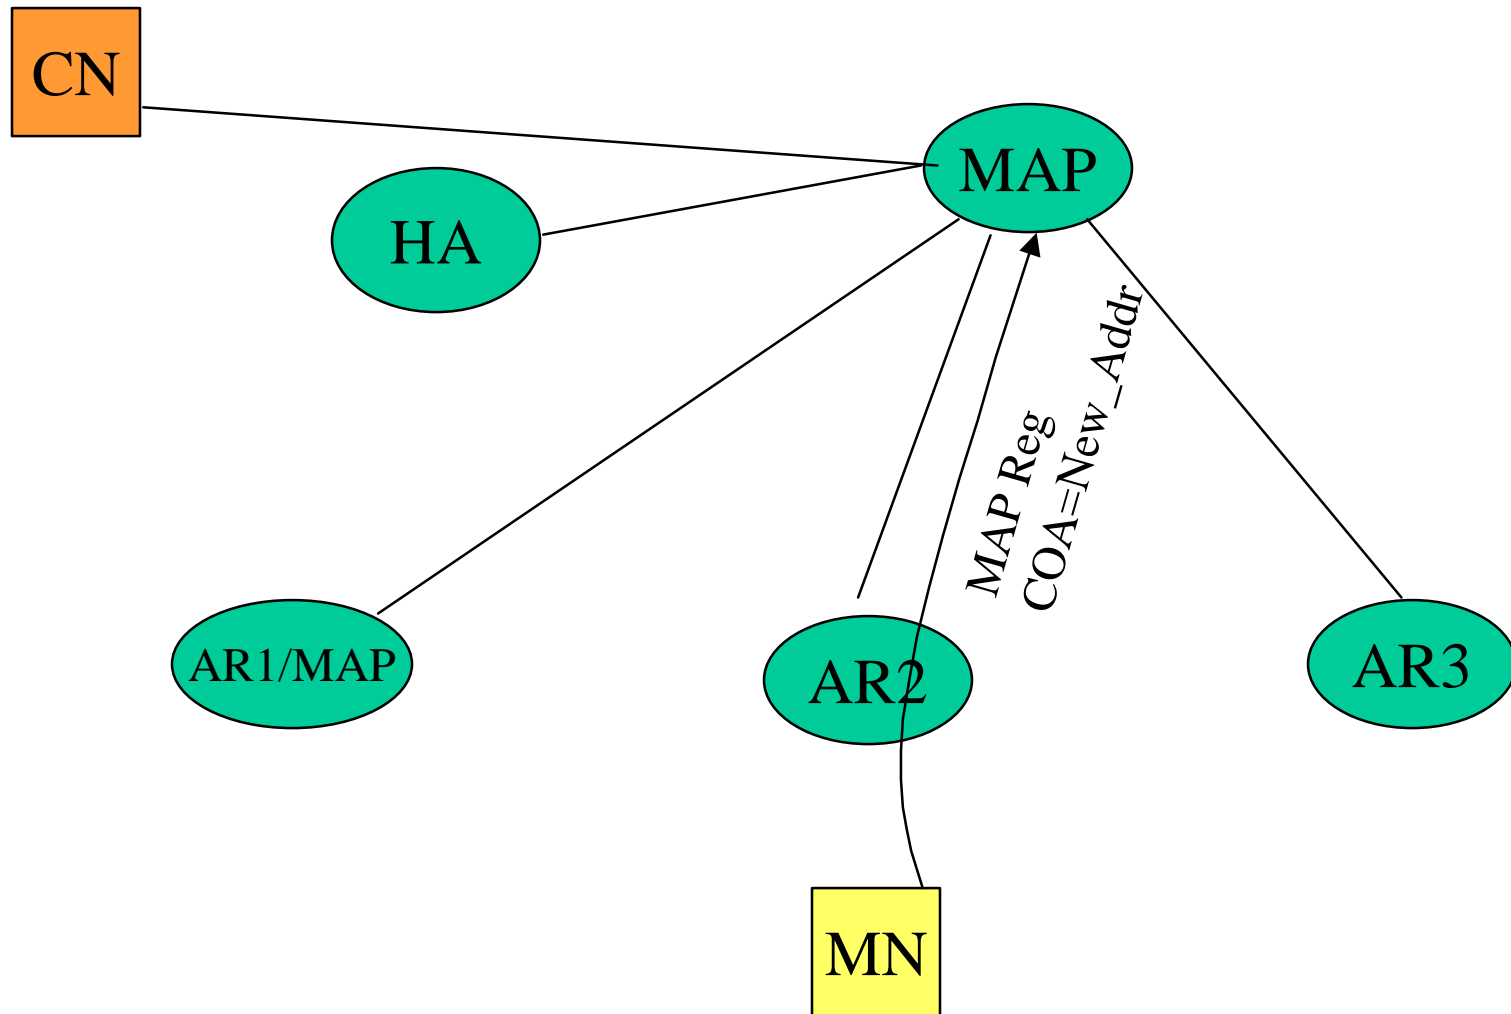 CN
MAP
HA
MAP Reg
COA=New_Addr
AR1/MAP
AR2
AR3
MN